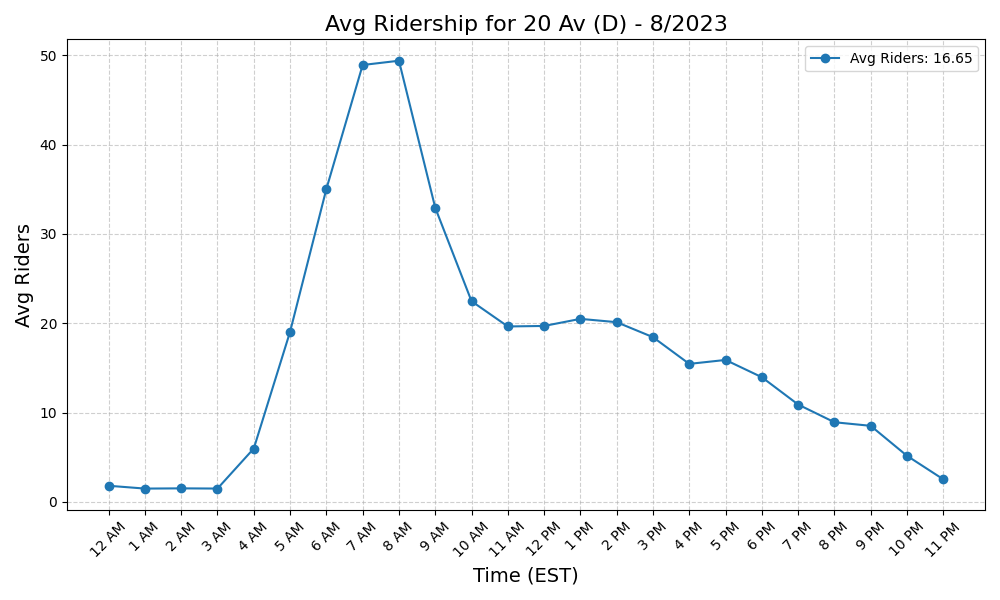 Avg Ridership for 20 Av (D) - 8/2023
Avg Riders: 16.65
Avg Riders
50
40
30
20
10
0
12 AM 1 AM 2 AM 3 AM 4 AM 5 AM 6 AM 7 AM 8 AM 9 AM 10 AM 11 AM 12 PM 1 PM 2 PM 3 PM 4 PM 5 PM 6 PM 7 PM 8 PM 9 PM 10 PM 11 PM
Time (EST)